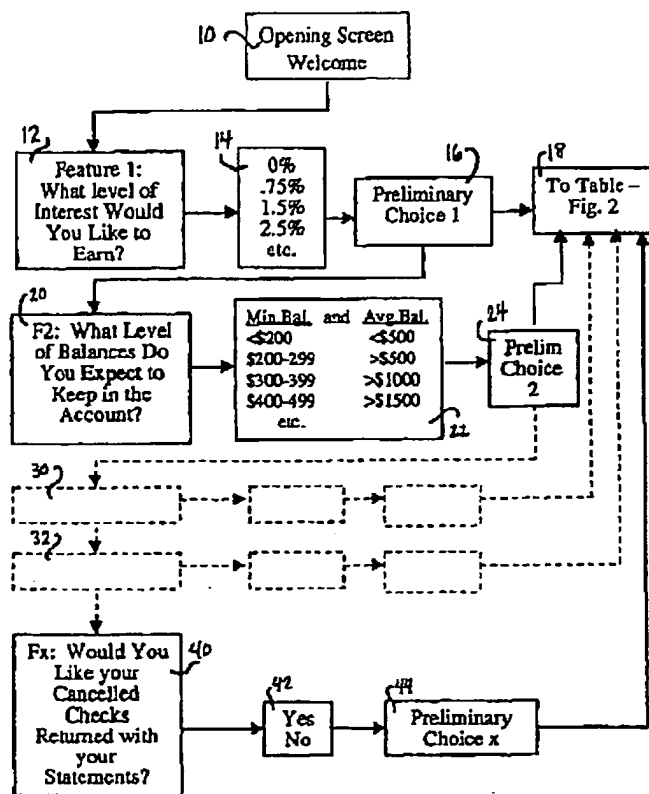 10
Opening Screen
Welcome
12
Feature 1:
What level of
Interest Would
You Like to
Earn?
14
0%
.75%
1.5%
2.5%
etc.
16
Preliminary
Choice 1
18
To Table –
Fig. 2
20
F2: What Level
of Balances Do
You Expect to
Keep in the
Account?
Min Bal. and Avg Bal.
<$200 <$500
$200-299 >$500
$300-399 >$1000
$400-499 >$1500
etc.
22
24
Prelim
Choice
2
30
32
Fx: Would You
Like your
Cancelled
Checks
Returned with
your
Statements?
40
42
Yes
No
44
Preliminary
Choice x